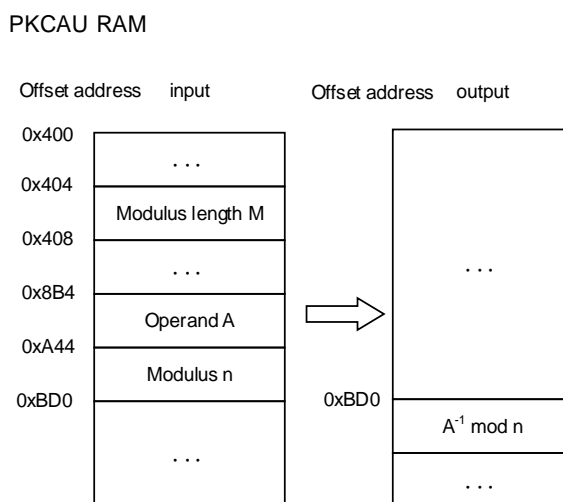 PKCAU RAM
Offset address input
Offset address output
0x400
. . .
0x404
Modulus length M
0x408
. . .
0x8B4
Operand A
0xA44
Modulus n
0xBD0
. . .
. . .
0xBD0
A⁻¹ mod n
. . .